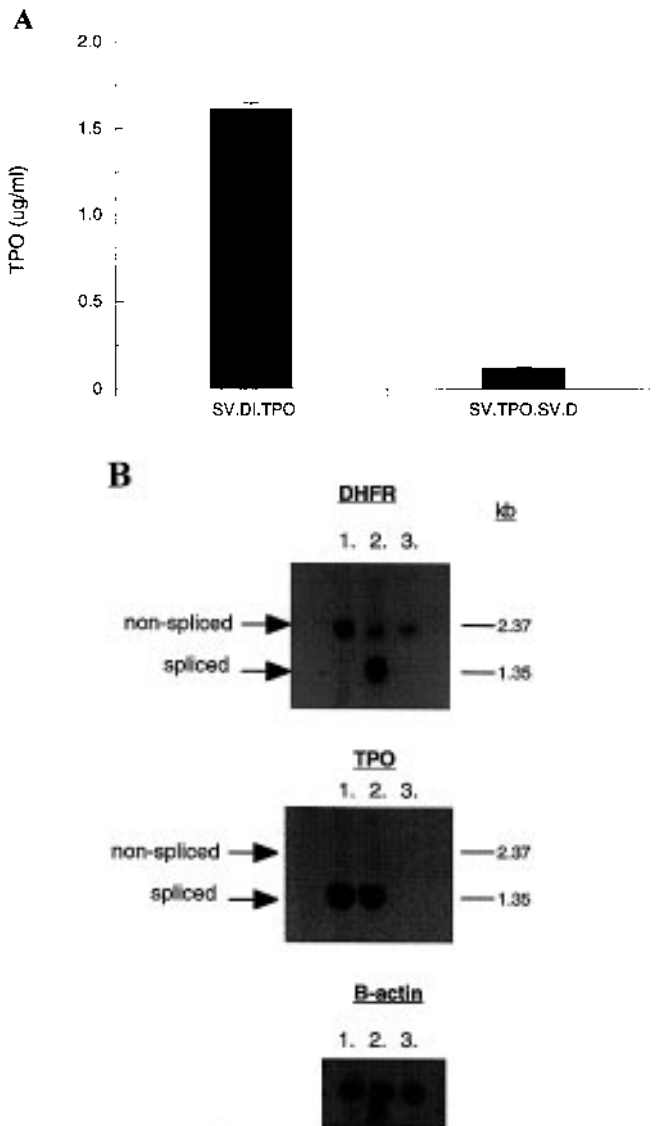 A
2.0
1.5
1.0
0.5
0
TPO (ug/ml)
SV.DI.TPO
SV.TPO.SV.D
B
DHFR
kb
1. 2. 3.
non-spliced
2.37
spliced
1.35
TPO
1. 2. 3.
non-spliced
2.37
spliced
1.35
B-actin
1. 2. 3.